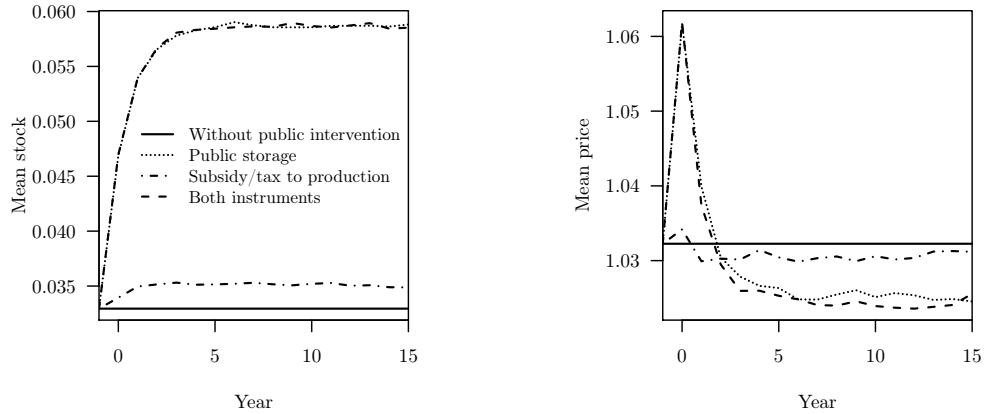 0.060
0.055
0.050
0.045
0.040
0.035
Mean stock
Without public intervention
Public storage
Subsidy/tax to production
Both instruments
0 5 10 15
Year
1.06
1.05
1.04
1.03
Mean price
0 5 10 15
Year